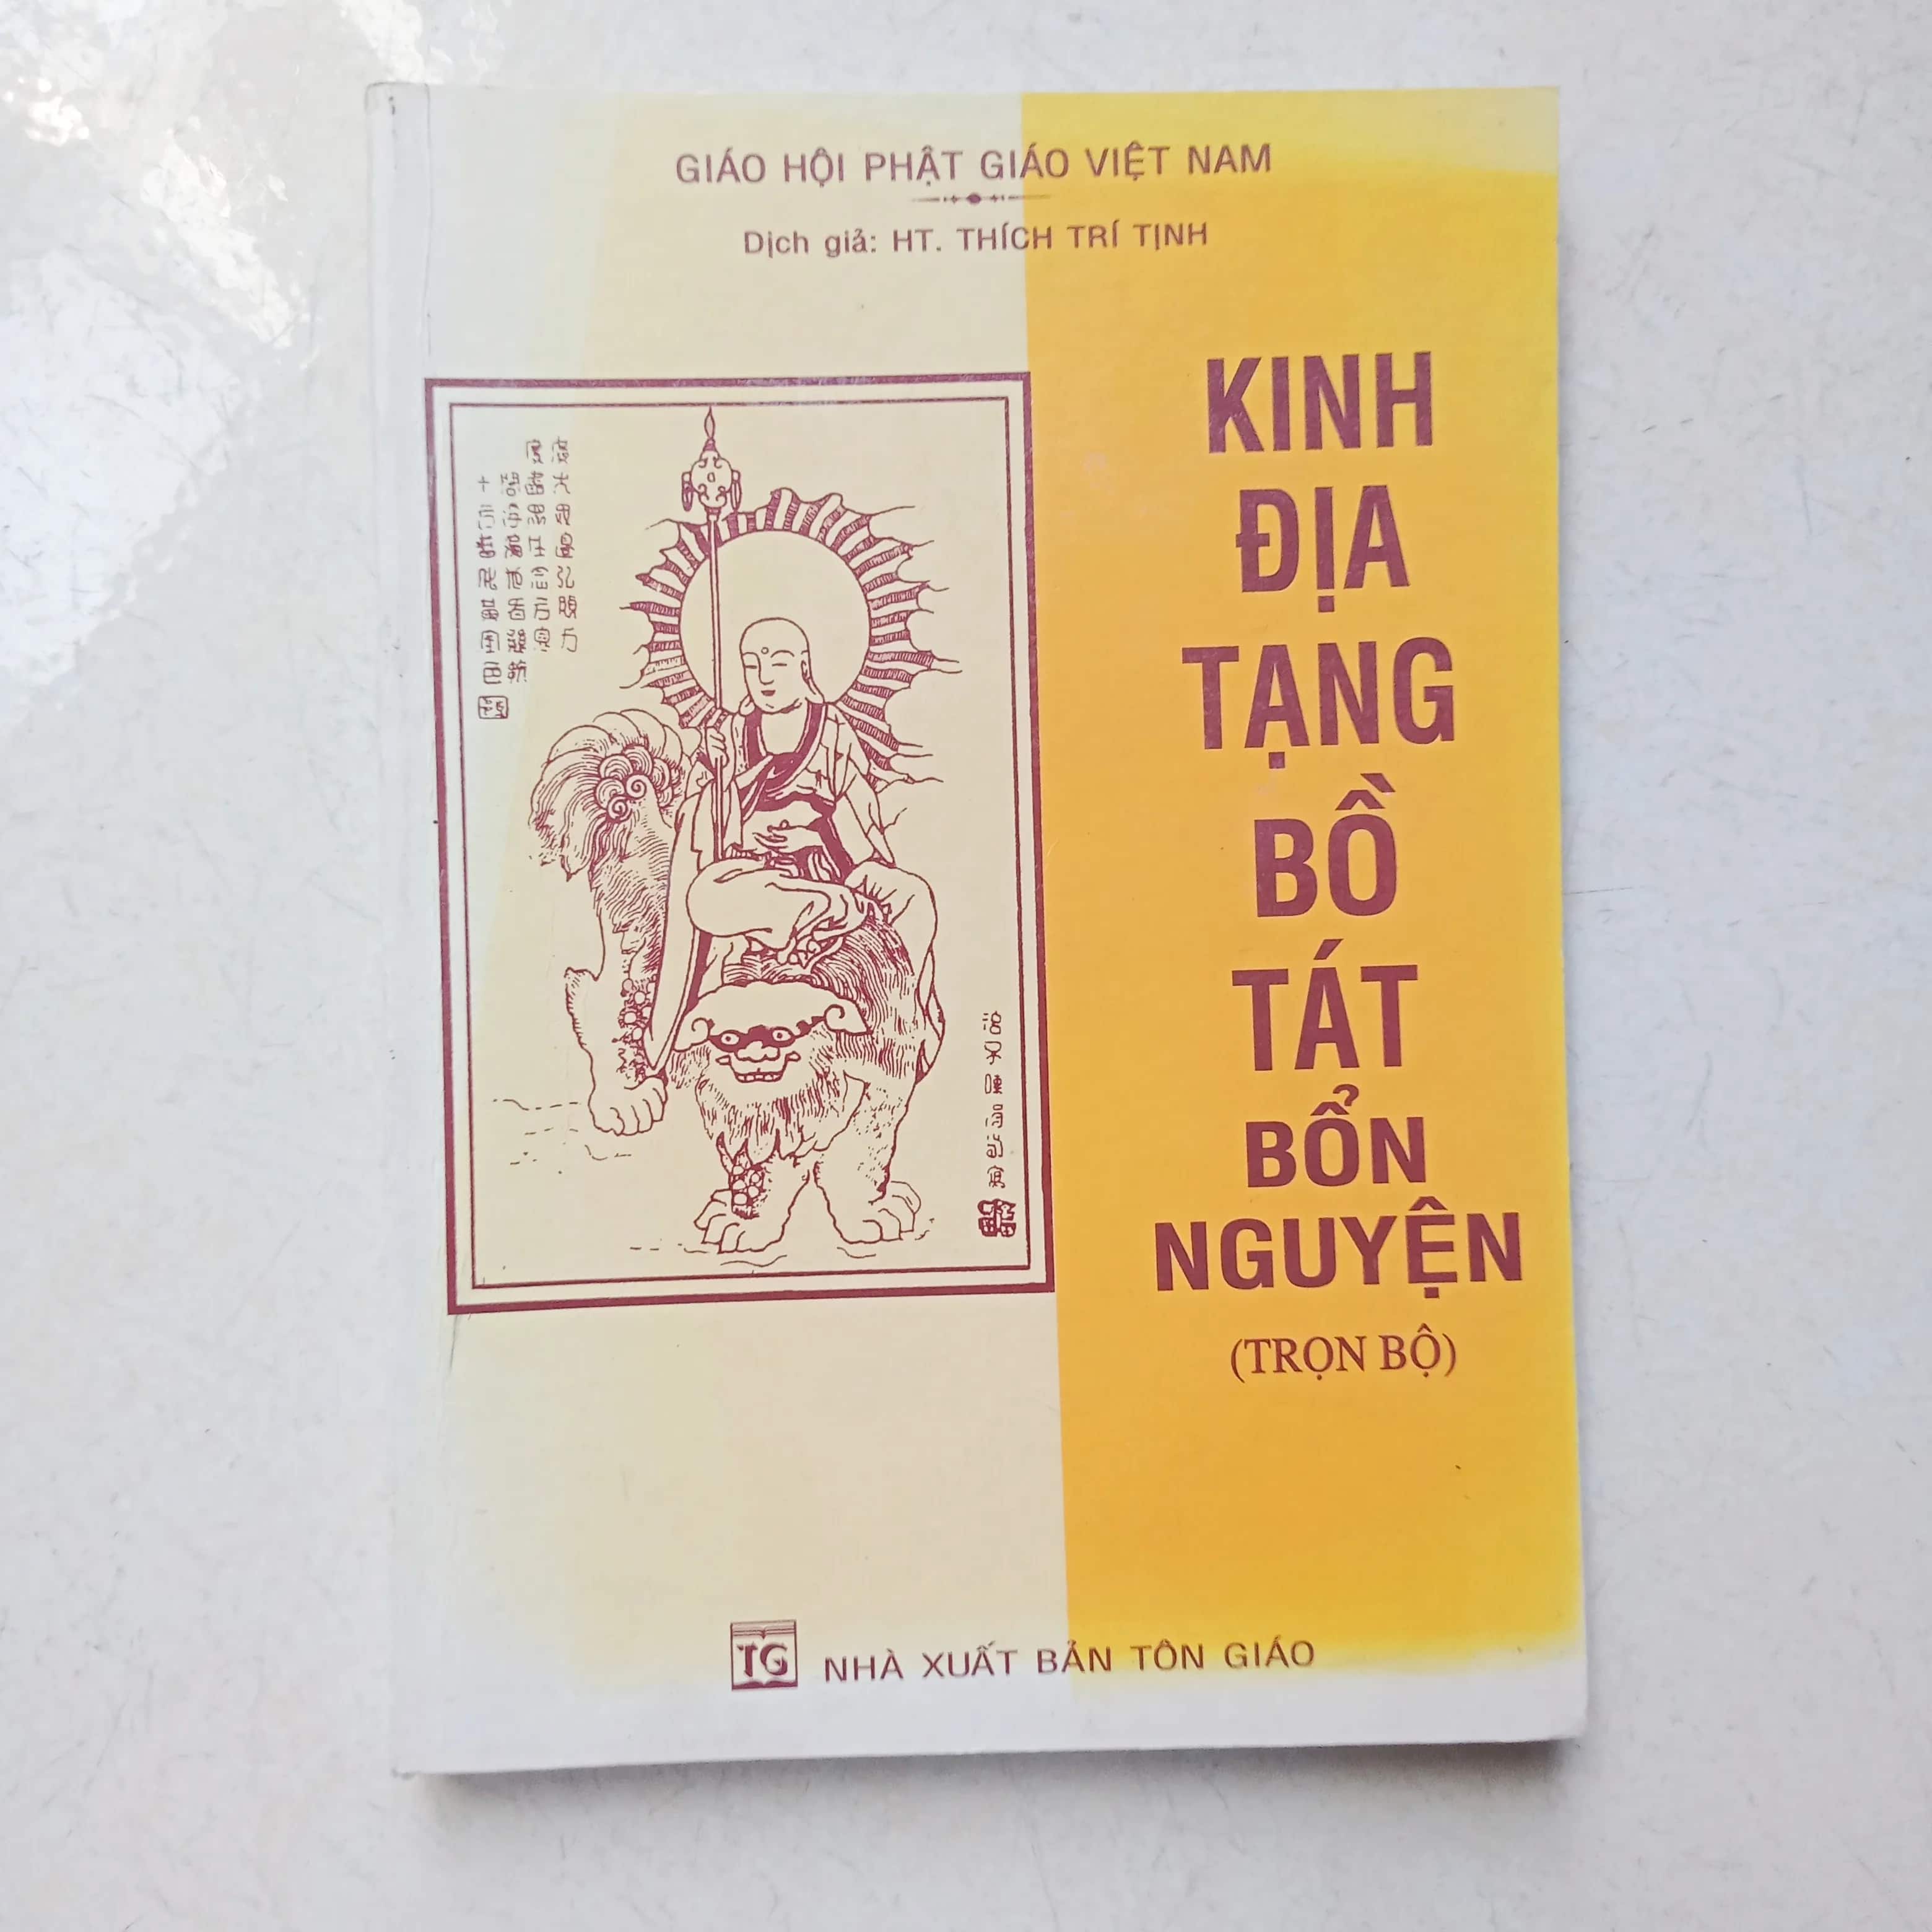 GIÁO HỘI PHẬT GIÁO VIỆT NAM
Dịch giả: HT. THÍCH TRÍ TỊNH
KINH
ĐỊA
TẠNG
BỒ
TÁT
BỔN
NGUYỆN
(TRỌN BỘ)
TG NHÀ XUẤT BẢN TÔN GIÁO